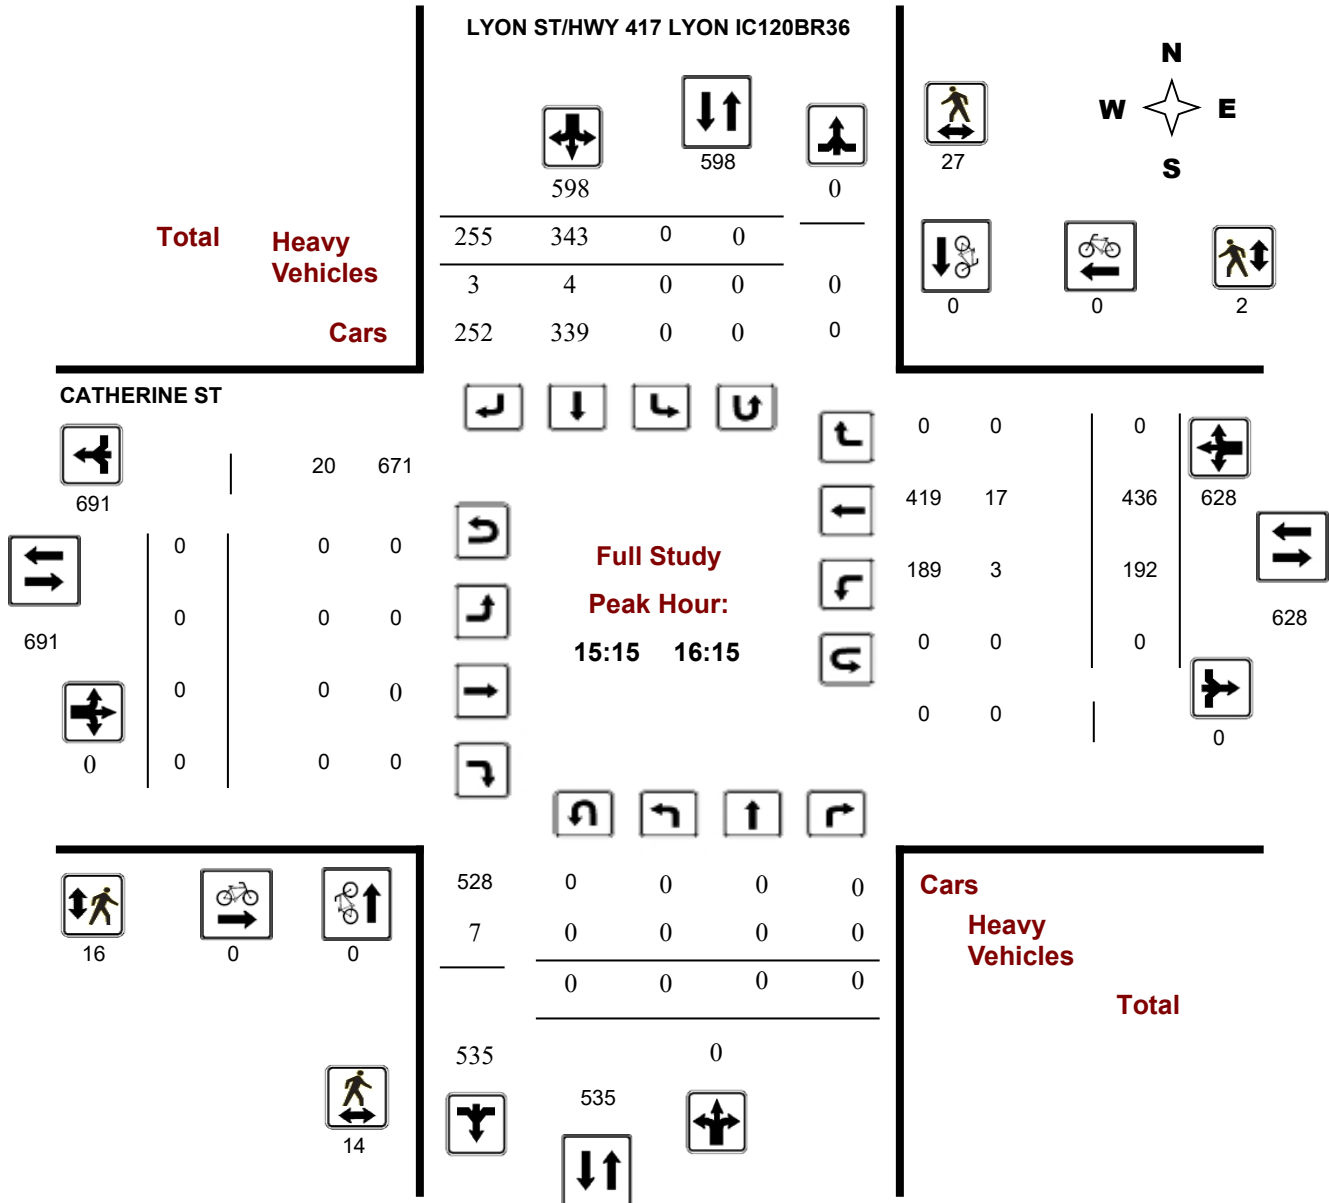 LYON ST/HWY 417 LYON IC120BR36
N
W E
S
598
598
0
27
Total
Heavy
Vehicles
Cars
255 343 0 0
3 4 0 0 0
252 339 0 0 0
0 0 2
CATHERINE ST
691
20 671
0 0 0
0 0 0
691
0 0 0
0
0 0 0
Full Study
Peak Hour:
15:15 16:15
0 0 0
419 17 436 628
189 3 192
628
0 0 0
0 0
0
16 0 0
528 0 0 0 0
7 0 0 0 0
0 0 0 0
Cars
Heavy
Vehicles
Total
535 0
535
14